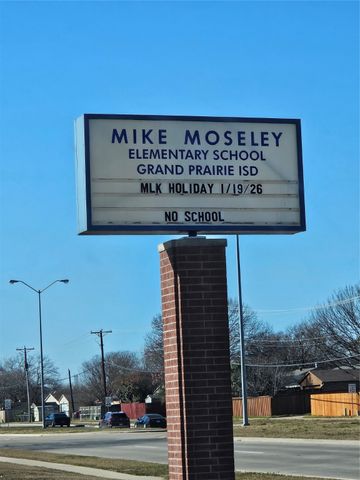 MIKE MOSELEY
ELEMENTARY SCHOOL
GRAND PRAIRIE ISD
MLK HOLIDAY 1/19/26
NO SCHOOL